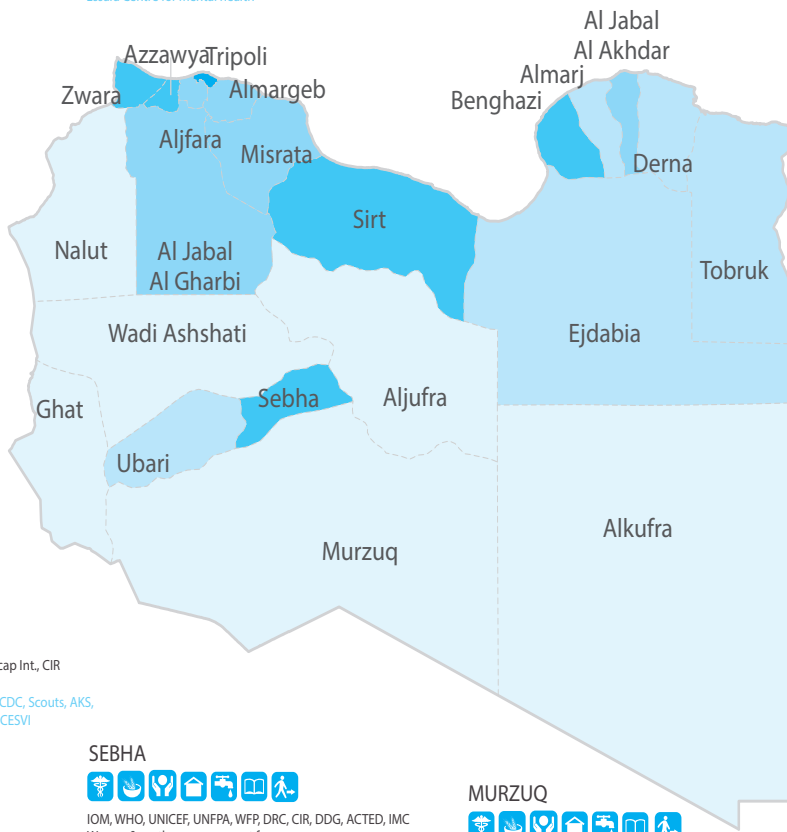 Al Jabal
Al Akhdar
Azzawya
Tripoli
Almarj
Zwara
Almargeb
Benghazi
Aljfara
Misrata
Derna
Sirt
Nalut
Al Jabal
Al Gharbi
Tobruk
Wadi Ashshati
Ejdabia
Ghat
Sebha
Aljufra
Ubari
Alkufra
Murzuq
cap Int., CIR
CDC, Scouts, AKS,
CESVI
SEBHA
IOM, WHO, UNICEF, UNFPA, WFP, DRC, CIR, DDG, ACTED, IMC
MURZUQ